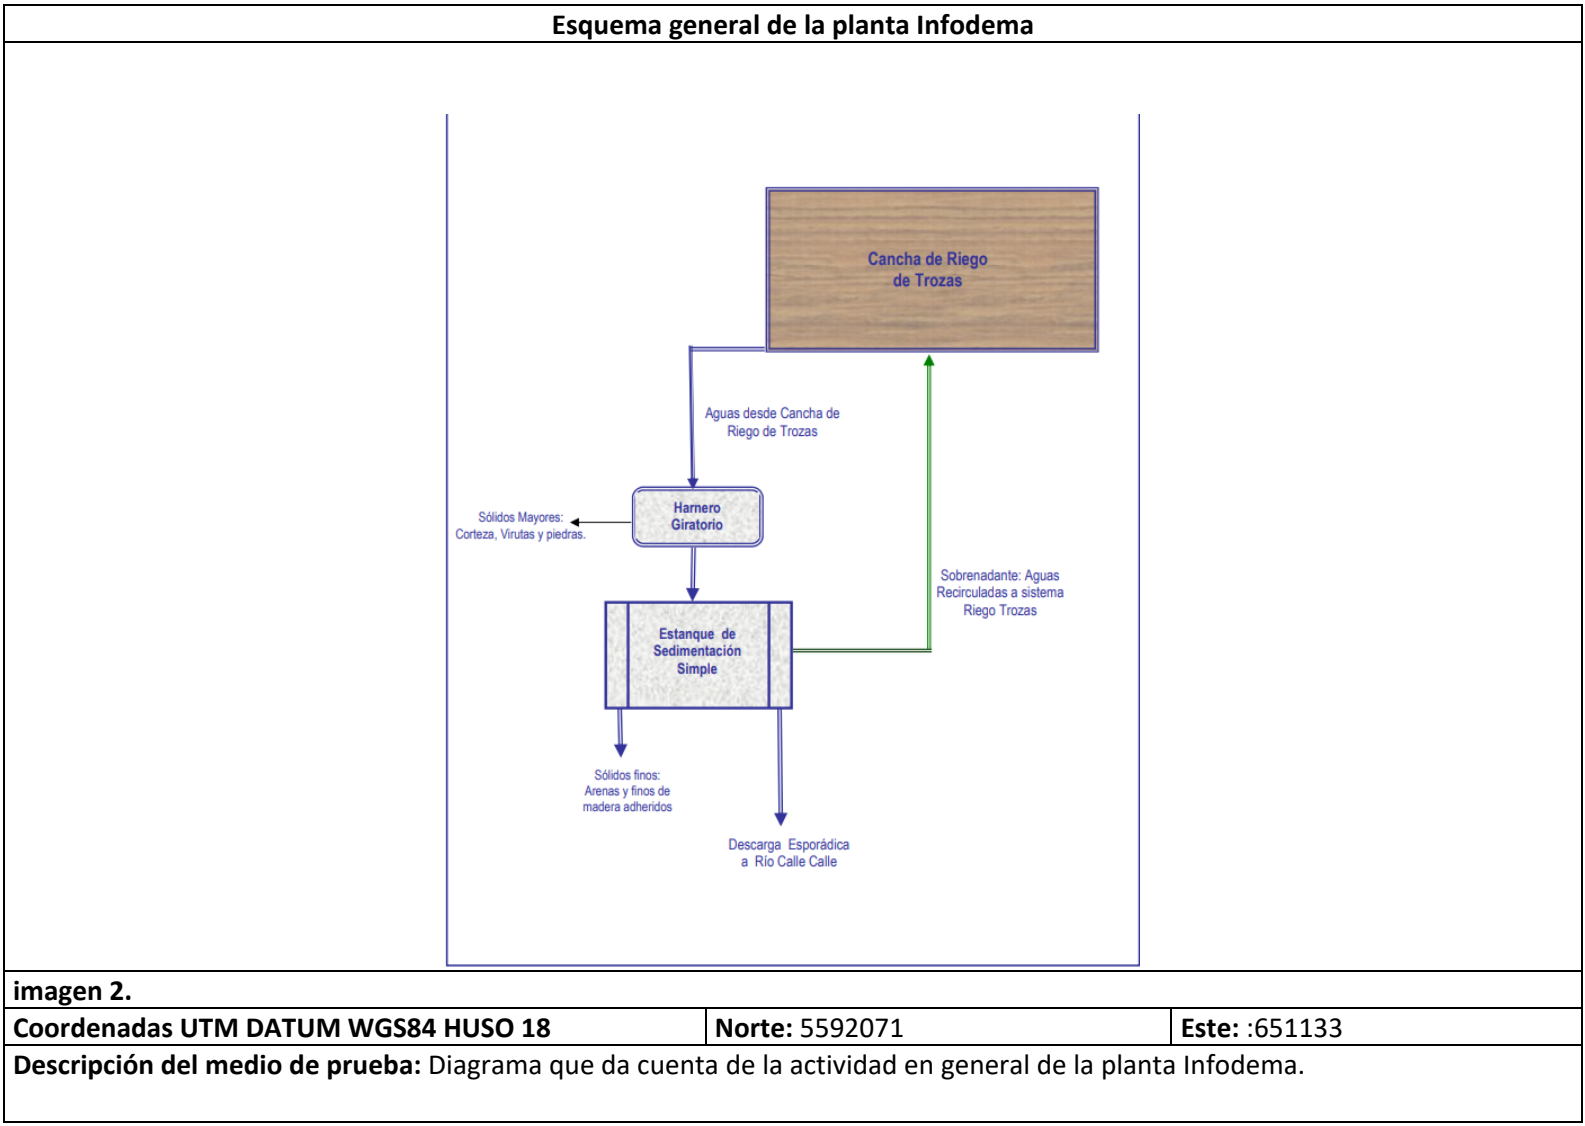 Esquema general de la planta Infodema
Cancha de Riego
de Trozas
Aguas desde Cancha de
Riego de Trozas
Harnero
Giratorio
Sólidos Mayores:
Corteza, Virutas y piedras.
Sobrenadante: Aguas
Recirculadas a sistema
Riego Trozas
Estanque de
Sedimentación
Simple
Sólidos finos:
Arenas y finos de
madera adheridos
Descarga Esporádica
a Río Calle Calle
imagen 2.
Coordenadas UTM DATUM WGS84 HUSO 18 Norte: 5592071 Este: :651133
Descripción del medio de prueba: Diagrama que da cuenta de la actividad en general de la planta Infodema.